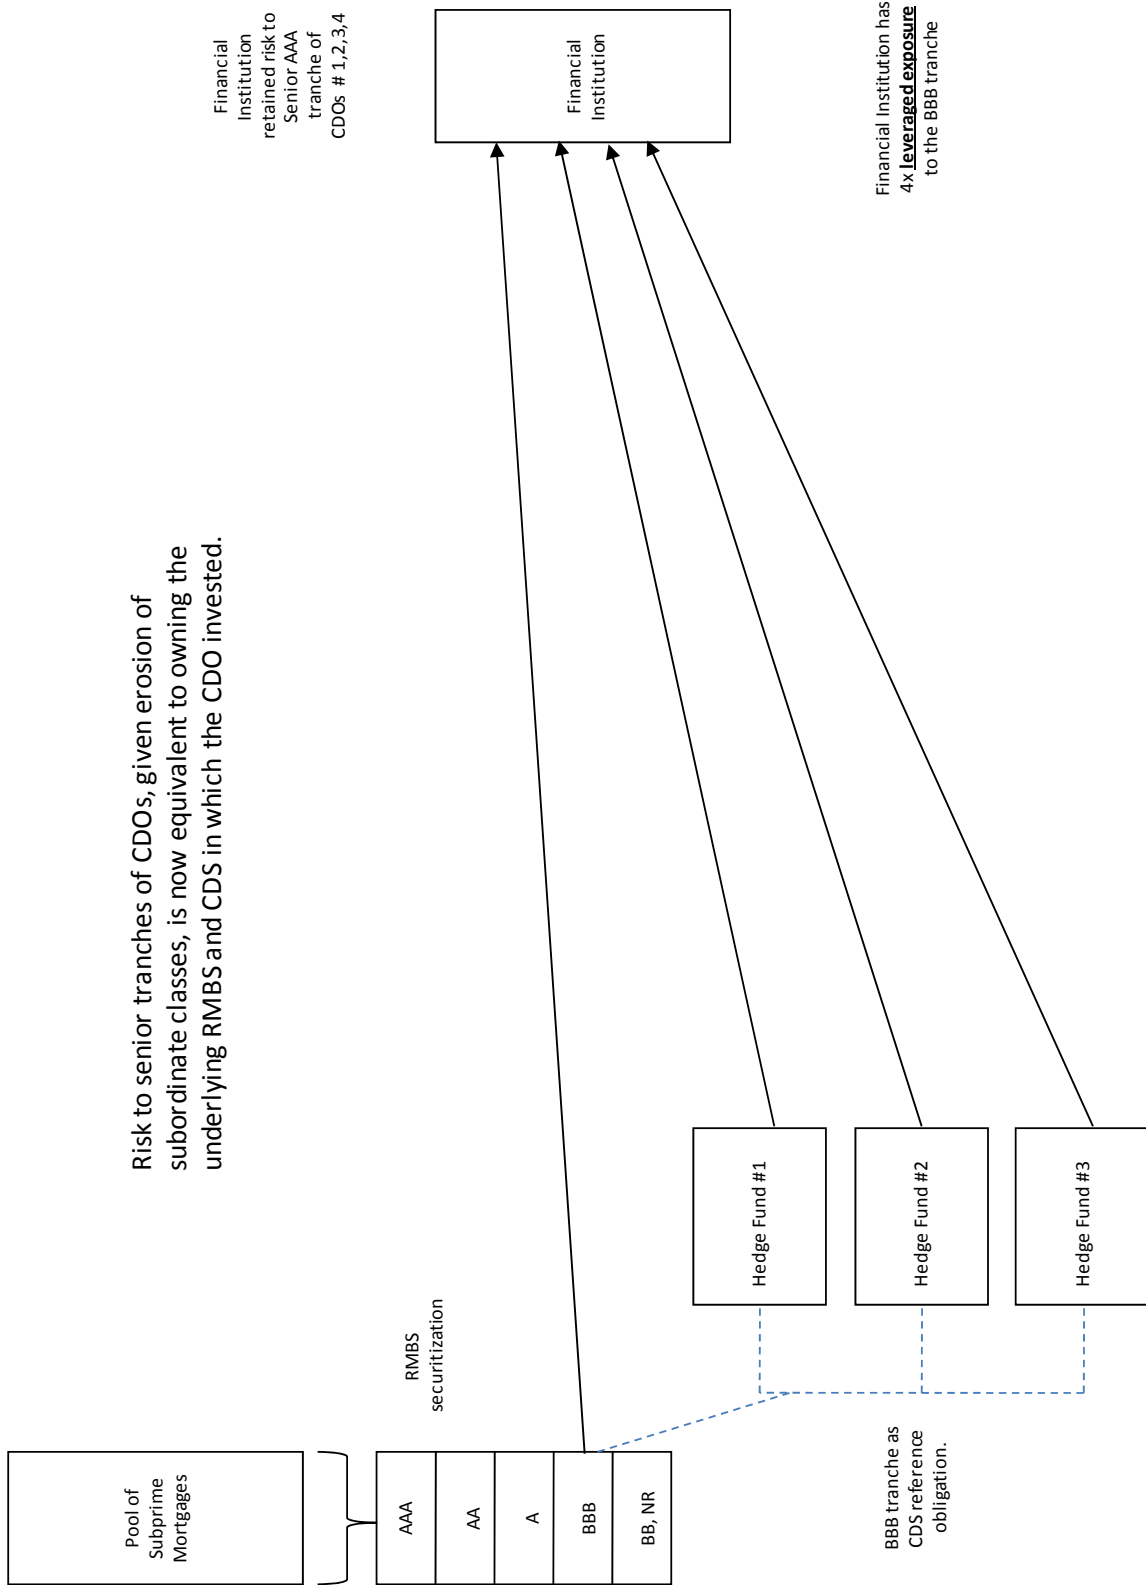 Risk to senior tranches of CDOs, given erosion of
subordinate classes, is now equivalent to owning the
underlying RMBS and CDS in which the CDO invested.
Pool of
Subprime
Mortgages
RMBS
securitization
AAA
AA
A
BBB
BB, NR
BBB tranche as
CDS reference
obligation.
Hedge Fund #1
Hedge Fund #2
Hedge Fund #3
Financial
Institution
retained risk to
Senior AAA
tranche of
CDOs # 1,2,3,4
Financial
Institution
Financial Institution has
4x leveraged exposure
to the BBB tranche